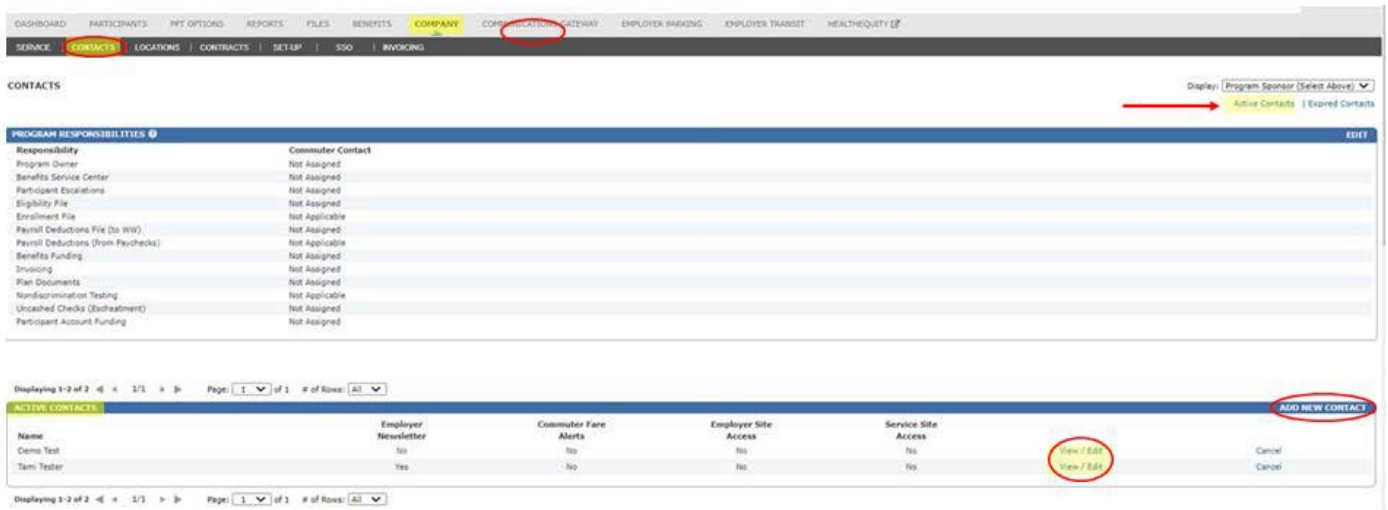 DASHBOARD PARTICIPANTS PPT OPTIONS REPORTS FILES BENEFITS COMPANY COMMUNICATIONS GATEWAY EMPLOYER PARKING EMPLOYER TRANSIT HEALTHEQUITY
SERVICE | CONTACTS | LOCATIONS | CONTRACTS | SET-UP | SSO | INVOICING
CONTACTS
Display: Program Sponsor (Select Above)
Active Contacts | Expired Contacts
PROGRAM RESPONSIBILITIES EDIT
Responsibility Commuter Contact
Program Owner Not Assigned
Benefits Service Center Not Assigned
Participant Escalations Not Assigned
Eligibility File Not Assigned
Enrollment File Not Applicable
Payroll Deductions File (to WW) Not Assigned
Payroll Deductions (from Paychecks) Not Applicable
Benefits Funding Not Assigned
Invoicing Not Assigned
Plan Documents Not Assigned
Nondiscrimination Testing Not Applicable
Uncashed Checks (Escheatment) Not Assigned
Participant Account Funding Not Assigned
Displaying 1-2 of 2 1/1 Page: 1 of 1 # of Rows: All
ACTIVE CONTACTS ADD NEW CONTACT
Name Employer Newsletter Commuter Fare Alerts Employer Site Access Service Site Access
Demo Test No No No No View / Edit Cancel
Tami Tester Yes No No No View / Edit Cancel
Displaying 1-2 of 2 1/1 Page: 1 of 1 # of Rows: All